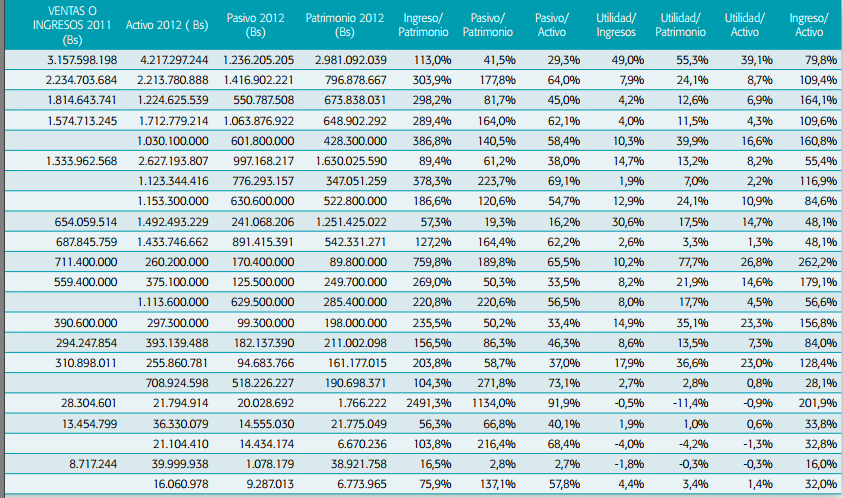 VENTAS O INGRESOS 2011 (Bs) Activo 2012 ( Bs) Pasivo 2012 (Bs) Patrimonio 2012 (Bs) Ingreso/ Patrimonio Pasivo/ Patrimonio Pasivo/ Activo Utilidad/ Ingresos Utilidad/ Patrimonio Utilidad/ Activo Ingreso/ Activo
3.157.598.198 4.217.297.244 1.236.205.205 2.981.092.039 113,0% 41,5% 29,3% 49,0% 55,3% 39,1% 79,8%
2.234.703.684 2.213.780.888 1.416.902.221 796.878.667 303,9% 177,8% 64,0% 7,9% 24,1% 8,7% 109,4%
1.814.643.741 1.224.625.539 550.787.508 673.838.031 298,2% 81,7% 45,0% 4,2% 12,6% 6,9% 164,1%
1.574.713.245 1.712.779.214 1.063.876.922 648.902.292 289,4% 164,0% 62,1% 4,0% 11,5% 4,3% 109,6%
1.030.100.000 601.800.000 428.300.000 386,8% 140,5% 58,4% 10,3% 39,9% 16,6% 160,8%
1.333.962.568 2.627.193.807 997.168.217 1.630.025.590 89,4% 61,2% 38,0% 14,7% 13,2% 8,2% 55,4%
1.123.344.416 776.293.157 347.051.259 378,3% 223,7% 69,1% 1,9% 7,0% 2,2% 116,9%
1.153.300.000 630.600.000 522.800.000 186,6% 120,6% 54,7% 12,9% 24,1% 10,9% 84,6%
654.059.514 1.492.493.229 241.068.206 1.251.425.022 57,3% 19,3% 16,2% 30,6% 17,5% 14,7% 48,1%
687.845.759 1.433.746.662 891.415.391 542.331.271 127,2% 164,4% 62,2% 2,6% 3,3% 1,3% 48,1%
711.400.000 260.200.000 170.400.000 89.800.000 759,8% 189,8% 65,5% 10,2% 77,7% 26,8% 262,2%
559.400.000 375.100.000 125.500.000 249.700.000 269,0% 50,3% 33,5% 8,2% 21,9% 14,6% 179,1%
1.113.600.000 629.500.000 285.400.000 220,8% 220,6% 56,5% 8,0% 17,7% 4,5% 56,6%
390.600.000 297.300.000 99.300.000 198.000.000 235,5% 50,2% 33,4% 14,9% 35,1% 23,3% 156,8%
294.247.854 393.139.488 182.137.390 211.002.098 156,5% 86,3% 46,3% 8,6% 13,5% 7,3% 84,0%
310.898.011 255.860.781 94.683.766 161.177.015 203,8% 58,7% 37,0% 17,9% 36,6% 23,0% 128,4%
708.924.598 518.226.227 190.698.371 104,3% 271,8% 73,1% 2,7% 2,8% 0,8% 28,1%
28.304.601 21.794.914 20.028.692 1.766.222 2491,3% 1134,0% 91,9% -0,5% -11,4% -0,9% 201,9%
13.454.799 36.330.079 14.555.030 21.775.049 56,3% 66,8% 40,1% 1,9% 1,0% 0,6% 33,8%
21.104.410 14.434.174 6.670.236 103,8% 216,4% 68,4% -4,0% -4,2% -1,3% 32,8%
8.717.244 39.999.938 1.078.179 38.921.758 16,5% 2,8% 2,7% -1,8% -0,3% -0,3% 16,0%
16.060.978 9.287.013 6.773.965 75,9% 137,1% 57,8% 4,4% 3,4% 1,4% 32,0%